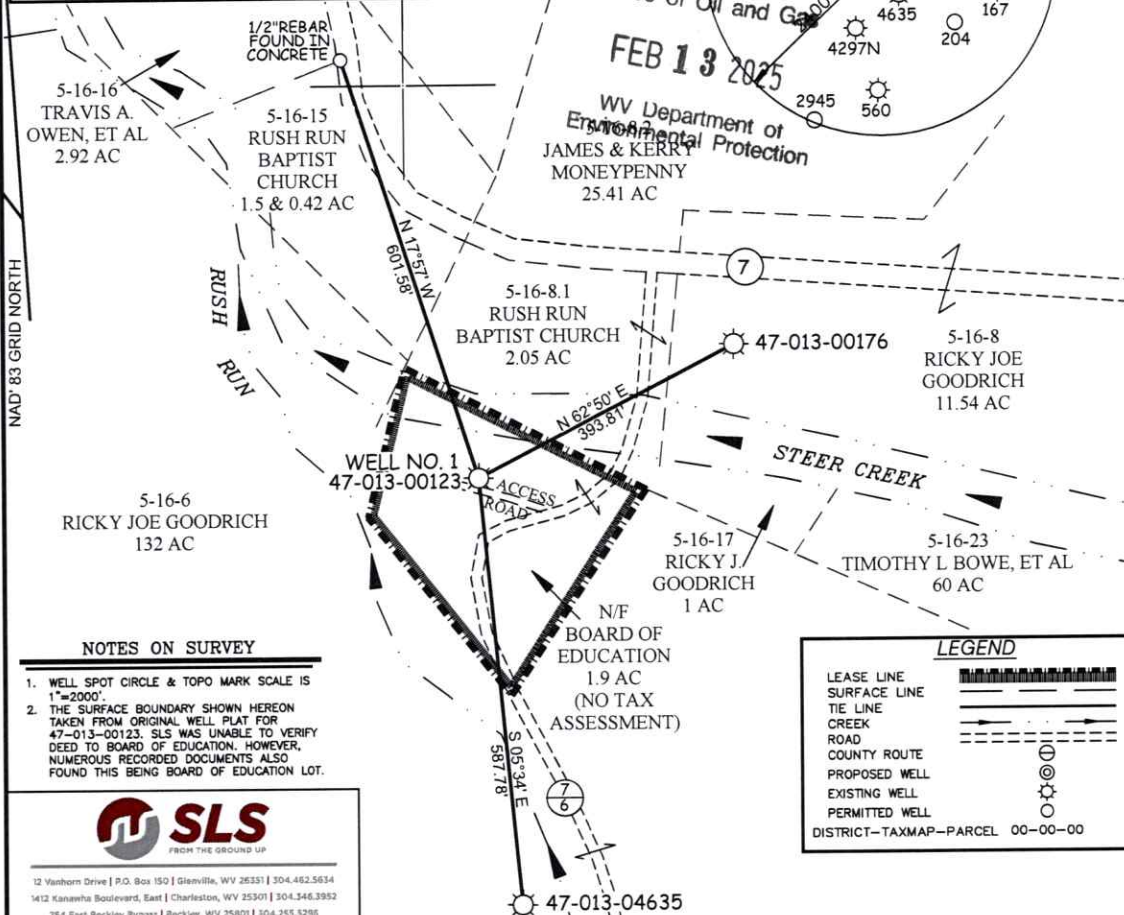 of Oil and Gas
FEB 13 2025
WV Department of
Environmental Protection
4635
167
4297N
204
2945
560
1/2"REBAR
FOUND IN
CONCRETE
5-16-16
TRAVIS A.
OWEN, ET AL
2.92 AC
5-16-15
RUSH RUN
BAPTIST
CHURCH
1.5 & 0.42 AC
JAMES & KERRY
MONEYPENNY
25.41 AC
NAD' 83 GRID NORTH
N 17°57' W
601.58'
RUSH
RUN
7
5-16-8.1
RUSH RUN
BAPTIST CHURCH
2.05 AC
47-013-00176
5-16-8
RICKY JOE
GOODRICH
11.54 AC
N 62°50' E
393.81'
WELL NO. 1
47-013-00123
ACCESS
ROAD
STEER CREEK
5-16-6
RICKY JOE GOODRICH
132 AC
5-16-17
RICKY J.
GOODRICH
1 AC
5-16-23
TIMOTHY L BOWE, ET AL
60 AC
N/F
BOARD OF
EDUCATION
1.9 AC
(NO TAX
ASSESSMENT)
S 05°34' E
587.78'
7
6
47-013-04635
NOTES ON SURVEY
1. WELL SPOT CIRCLE & TOPO MARK SCALE IS
1"=2000'.
2. THE SURFACE BOUNDARY SHOWN HEREON
TAKEN FROM ORIGINAL WELL PLAT FOR
47-013-00123. SLS WAS UNABLE TO VERIFY
DEED TO BOARD OF EDUCATION. HOWEVER,
NUMEROUS RECORDED DOCUMENTS ALSO
FOUND THIS BEING BOARD OF EDUCATION LOT.
LEGEND
LEASE LINE
SURFACE LINE
TIE LINE
CREEK
ROAD
COUNTY ROUTE
PROPOSED WELL
EXISTING WELL
PERMITTED WELL
DISTRICT-TAXMAP-PARCEL 00-00-00
SLS
FROM THE GROUND UP
12 Vanhorn Drive | P.O. Box 150 | Glenville, WV 26351 | 304.462.5634
1412 Kanawha Boulevard, East | Charleston, WV 25301 | 304.346.3952
254 East Beckley Bypass | Beckley, WV 25801 | 304.255.5296